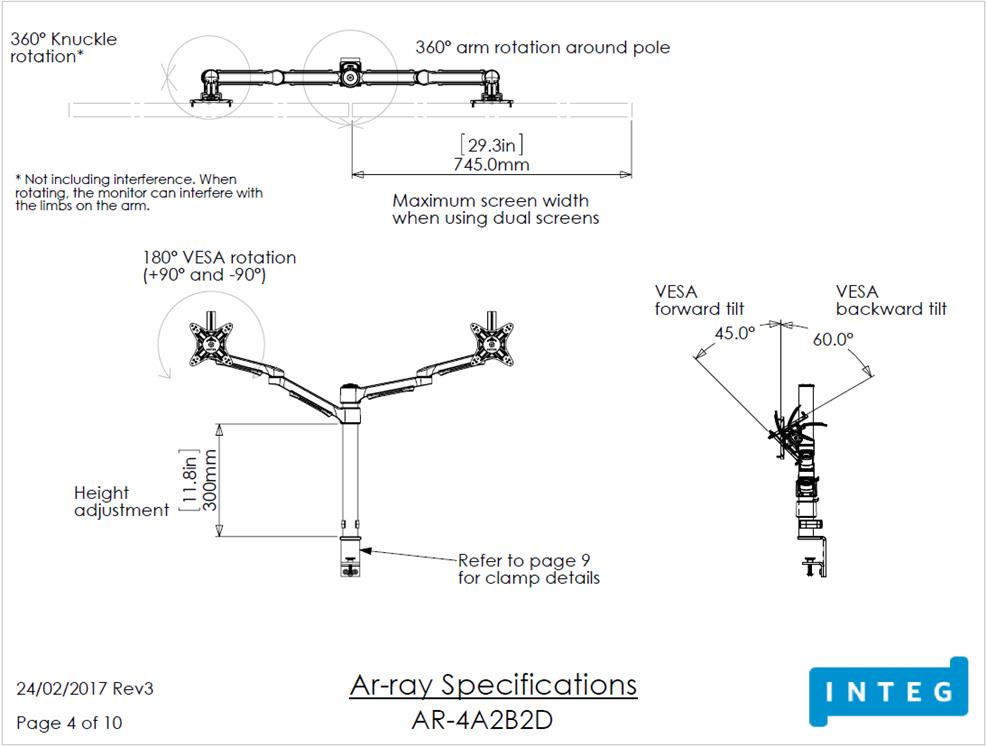 360° Knuckle
rotation*
360° arm rotation around pole
[29.3in]
745.0mm
* Not including interference. When
rotating, the monitor can interfere with
the limbs on the arm.
Maximum screen width
when using dual screens
180° VESA rotation
(+90° and -90°)
VESA
forward tilt
VESA
backward tilt
45.0°
60.0°
[11.8in]
300mm
Height
adjustment
Refer to page 9
for clamp details
24/02/2017 Rev3
Page 4 of 10
Ar-ray Specifications
AR-4A2B2D
INTEG